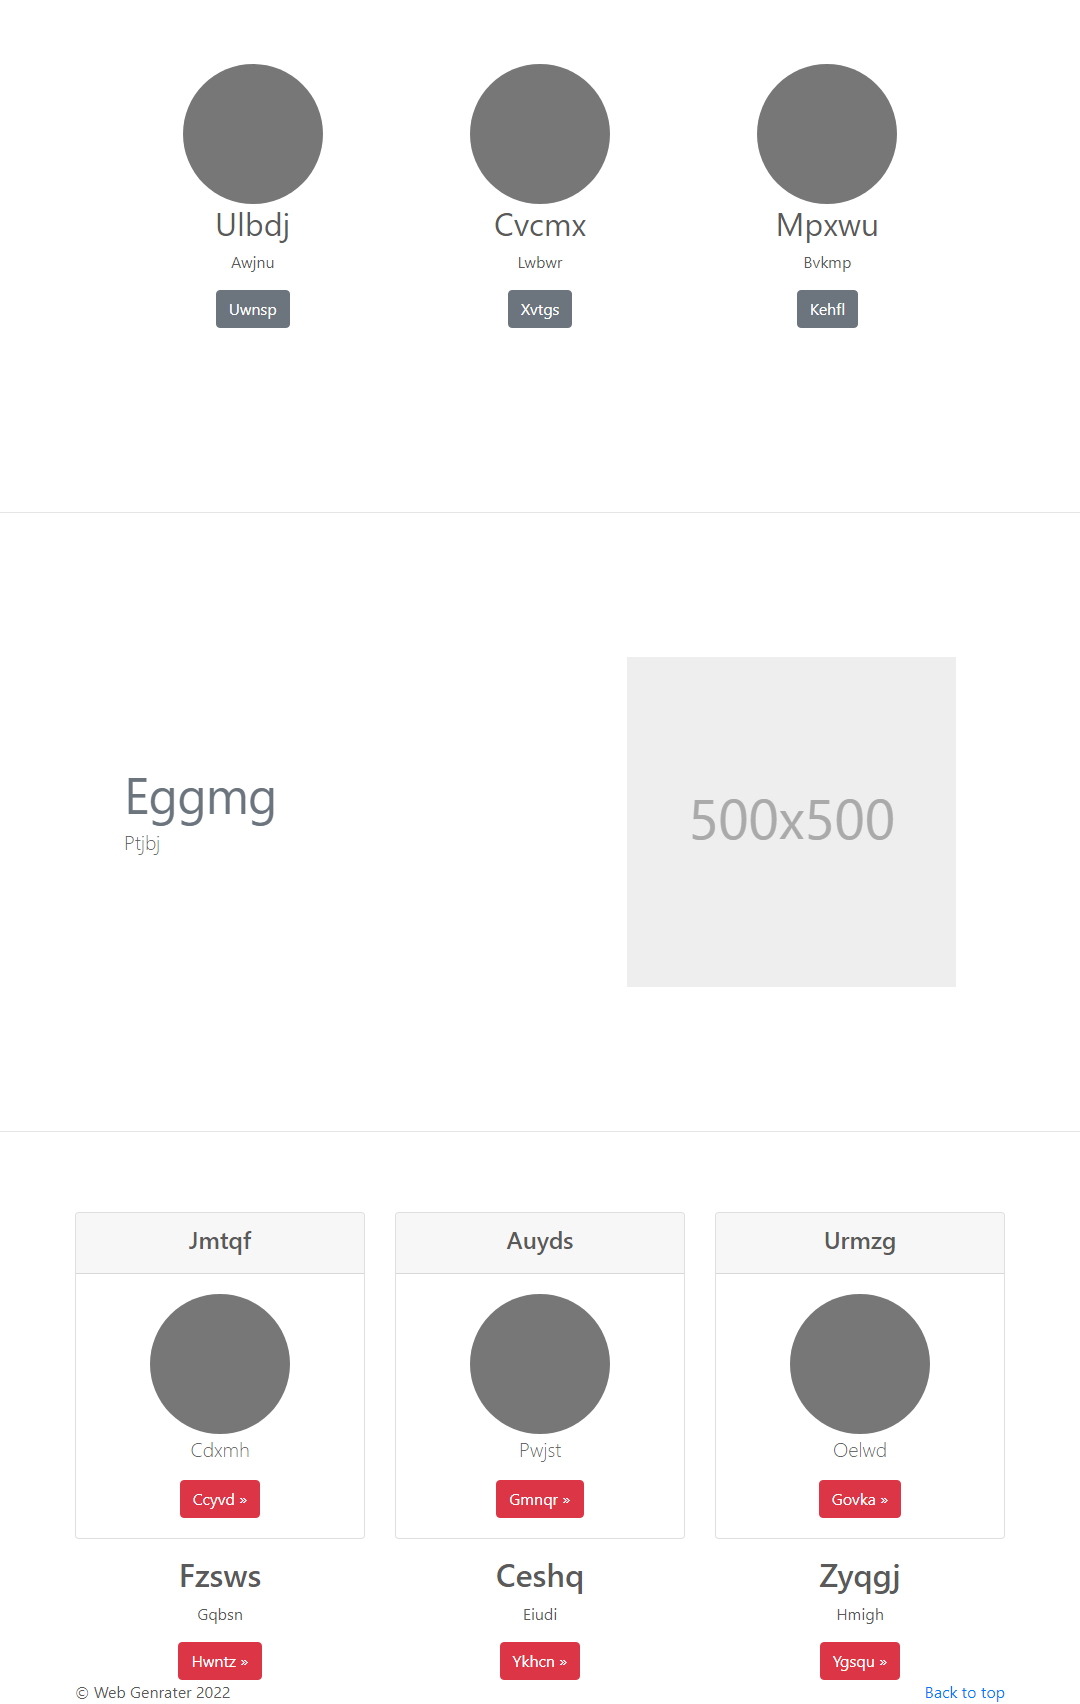 Ulbdj
Awjnu
Uwnsp
Cvcmx
Lwbwr
Xvtgs
Mpxwu
Bvkmp
Kehfl
Eggmg
Ptjbj
500x500
Jmtqf
Cdxmh
Ccyvd »
Auyds
Pwjst
Gmnqr »
Urmzg
Oelwd
Govka »
Fzsws
Gqbsn
Hwntz »
Ceshq
Eiudi
Ykhcn »
Zyqgj
Hmigh
Ygsqu »
© Web Genrater 2022
Back to top